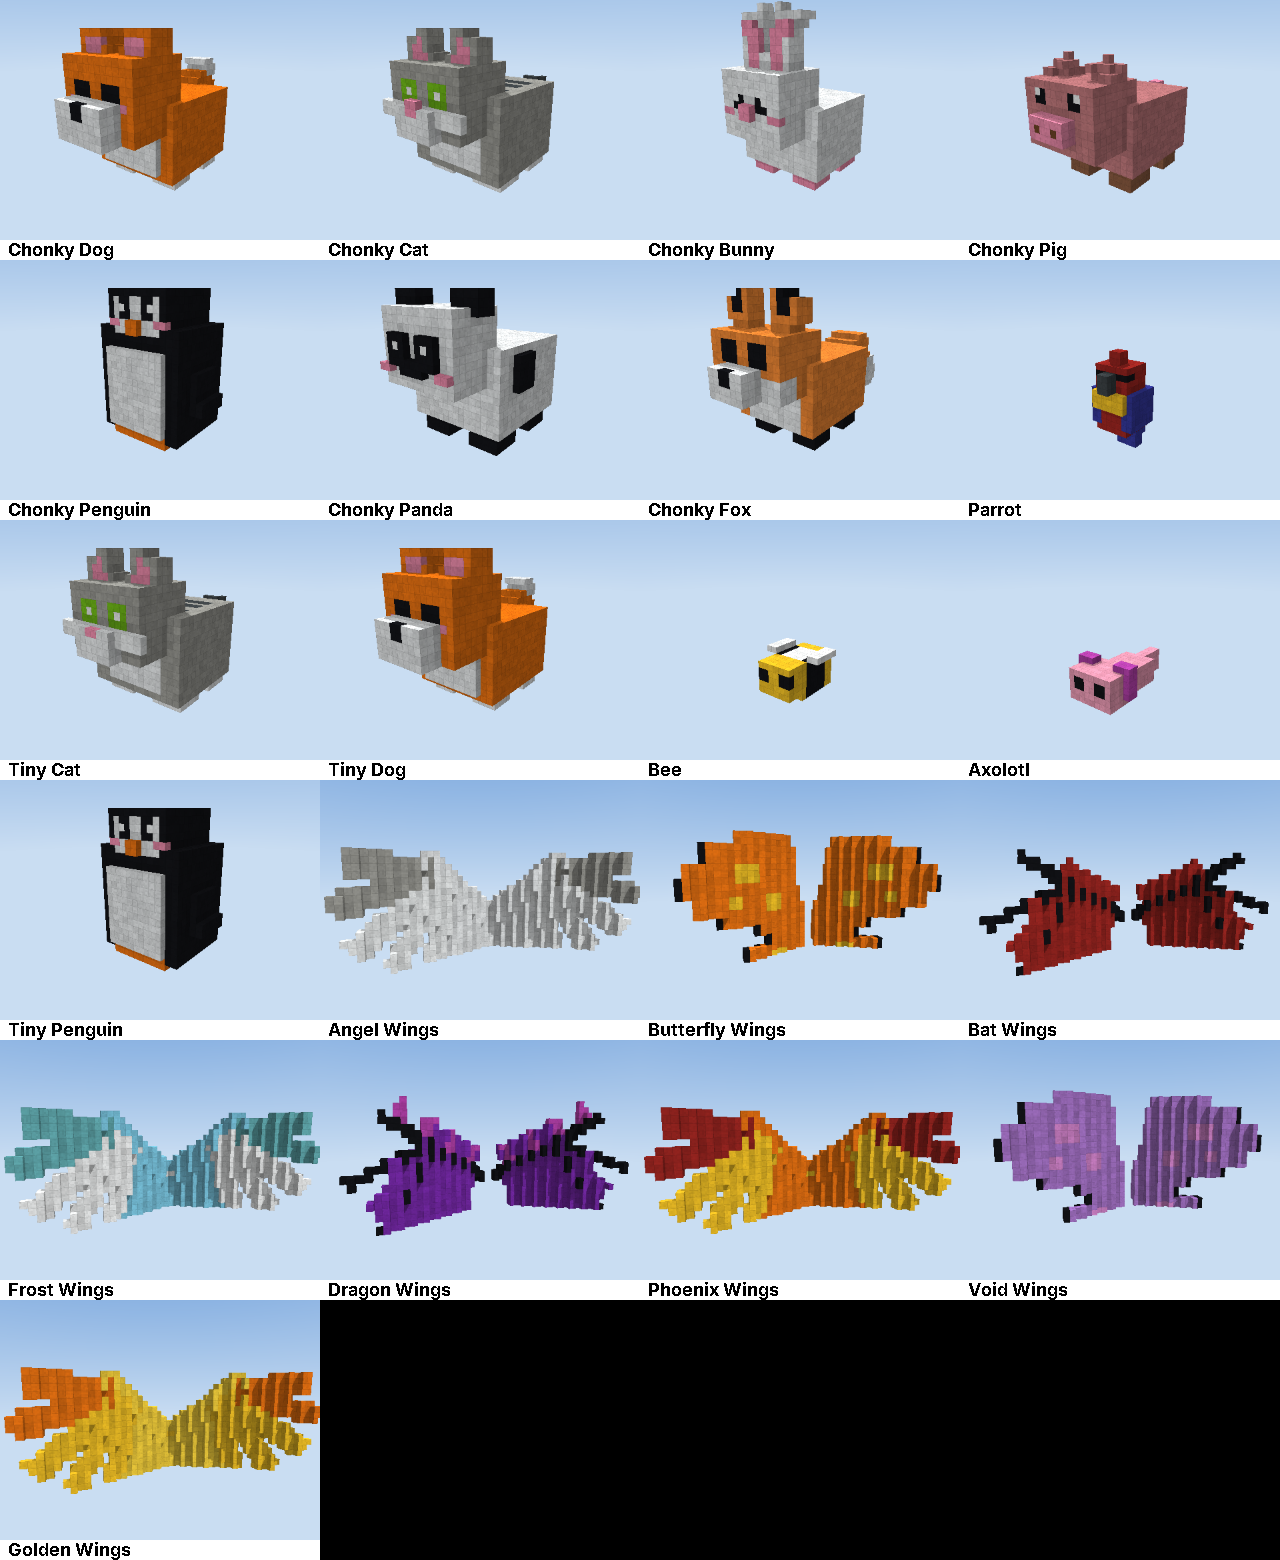 Chonky Dog
Chonky Cat
Chonky Bunny
Chonky Pig
Chonky Penguin
Chonky Panda
Chonky Fox
Parrot
Tiny Cat
Tiny Dog
Bee
Axolotl
Tiny Penguin
Angel Wings
Butterfly Wings
Bat Wings
Frost Wings
Dragon Wings
Phoenix Wings
Void Wings
Golden Wings